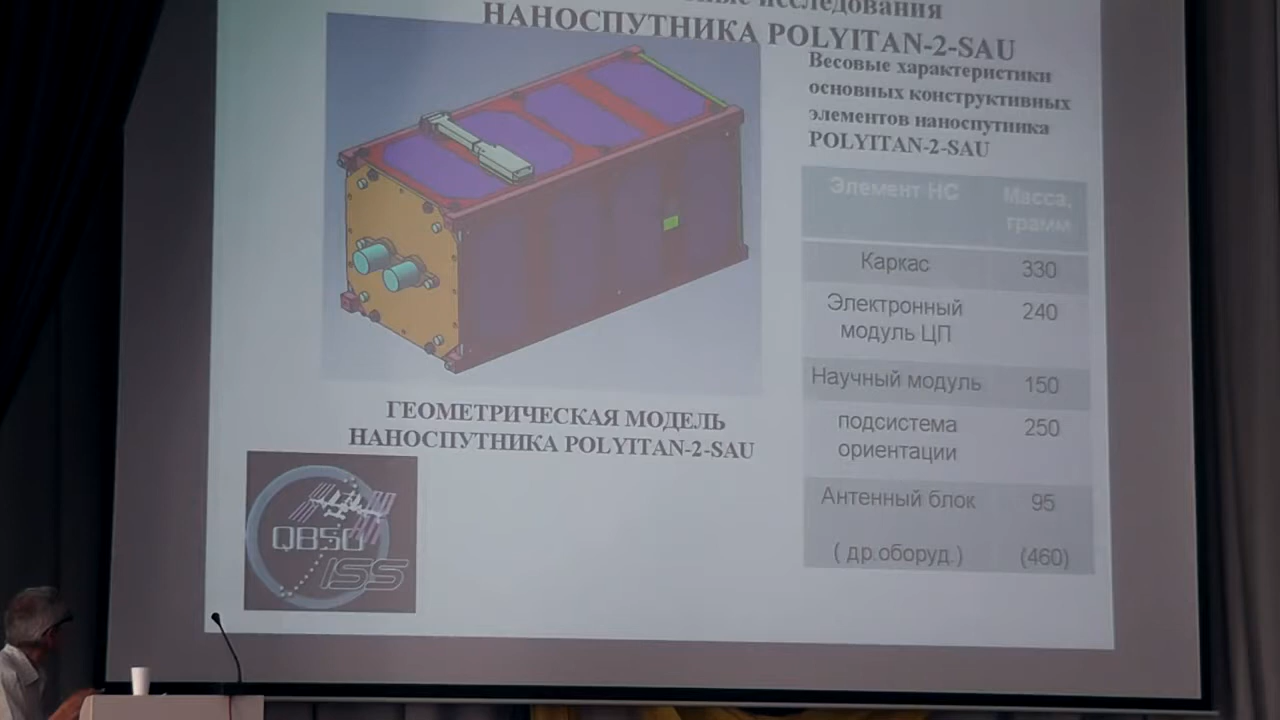 исследования
НАНОСПУТНИКА POLYITAN-2-SAU
Весовые характеристики
основных конструктивных
элементов наноспутника
POLYITAN-2-SAU
Элемент НС
Масса,
грамм
Каркас
330
Электронный
модуль ЦП
240
Научный модуль
150
подсистема
ориентации
250
Антенный блок
95
( др.оборуд.)
(460)
ГЕОМЕТРИЧЕСКАЯ МОДЕЛЬ
НАНОСПУТНИКА POLYITAN-2-SAU
QB50
ISS